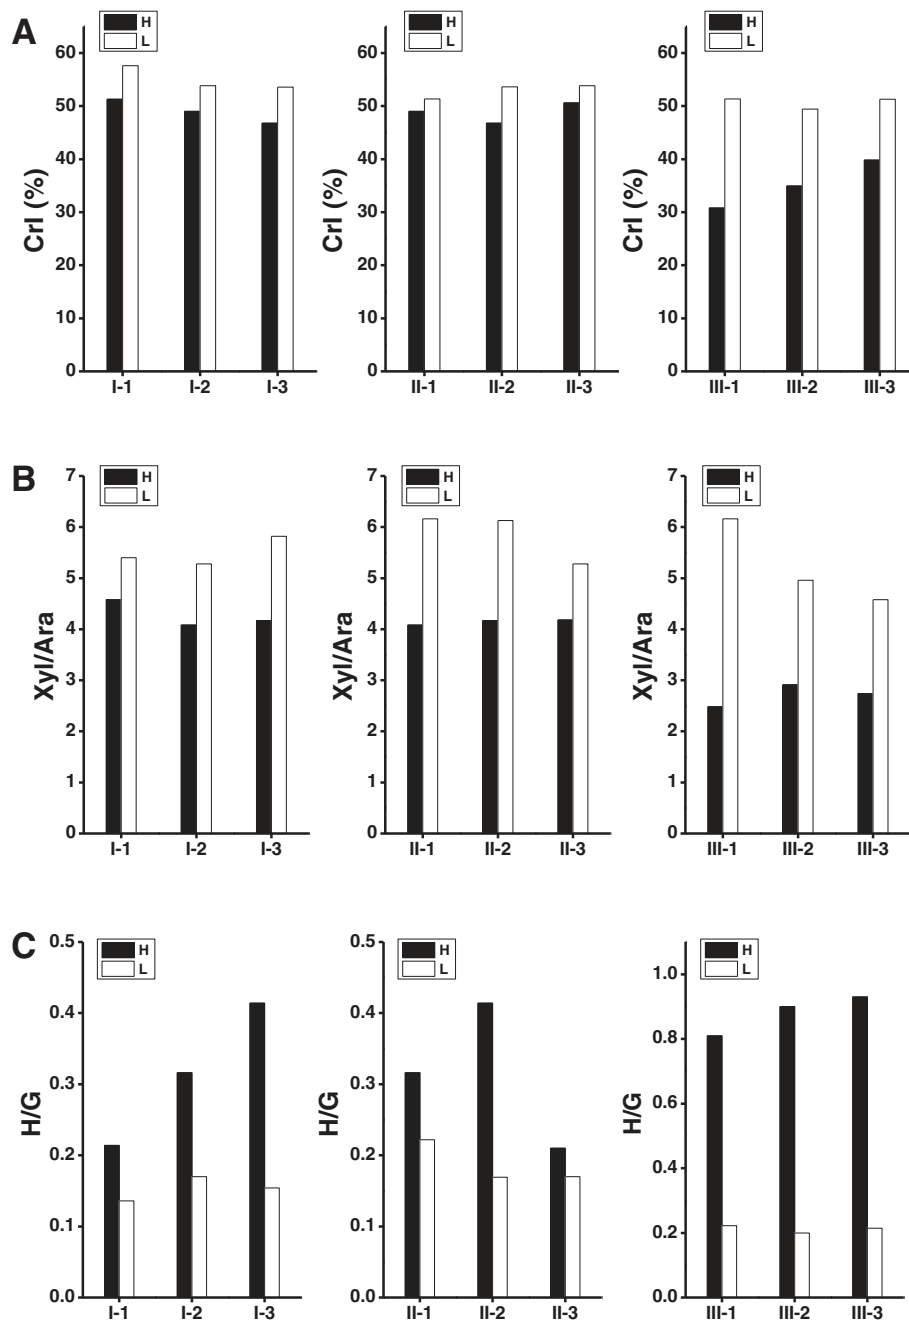 A
H
L
60
50
40
30
20
10
0
CrI (%)
I-1 I-2 I-3
H
L
60
50
40
30
20
10
0
CrI (%)
II-1 II-2 II-3
H
L
60
50
40
30
20
10
0
CrI (%)
III-1 III-2 III-3
B
H
L
7
6
5
4
3
2
1
0
Xyl/Ara
I-1 I-2 I-3
H
L
7
6
5
4
3
2
1
0
Xyl/Ara
II-1 II-2 II-3
H
L
7
6
5
4
3
2
1
0
Xyl/Ara
III-1 III-2 III-3
C
H
L
0.5
0.4
0.3
0.2
0.1
0.0
H/G
I-1 I-2 I-3
H
L
0.5
0.4
0.3
0.2
0.1
0.0
H/G
II-1 II-2 II-3
H
L
1.0
0.8
0.6
0.4
0.2
0.0
H/G
III-1 III-2 III-3